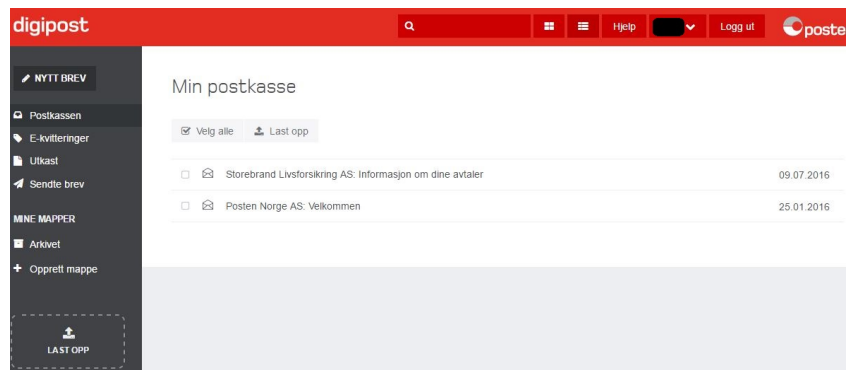 digipost
Hjelp
Logg ut
poste
NYTT BREV
Postkassen
E-kvitteringer
Utkast
Sendte brev
MINE MAPPER
Arkivet
Opprett mappe
LAST OPP
Min postkasse
Velg alle Last opp
Storebrand Livsforsikring AS: Informasjon om dine avtaler 09.07.2016
Posten Norge AS: Velkommen 25.01.2016